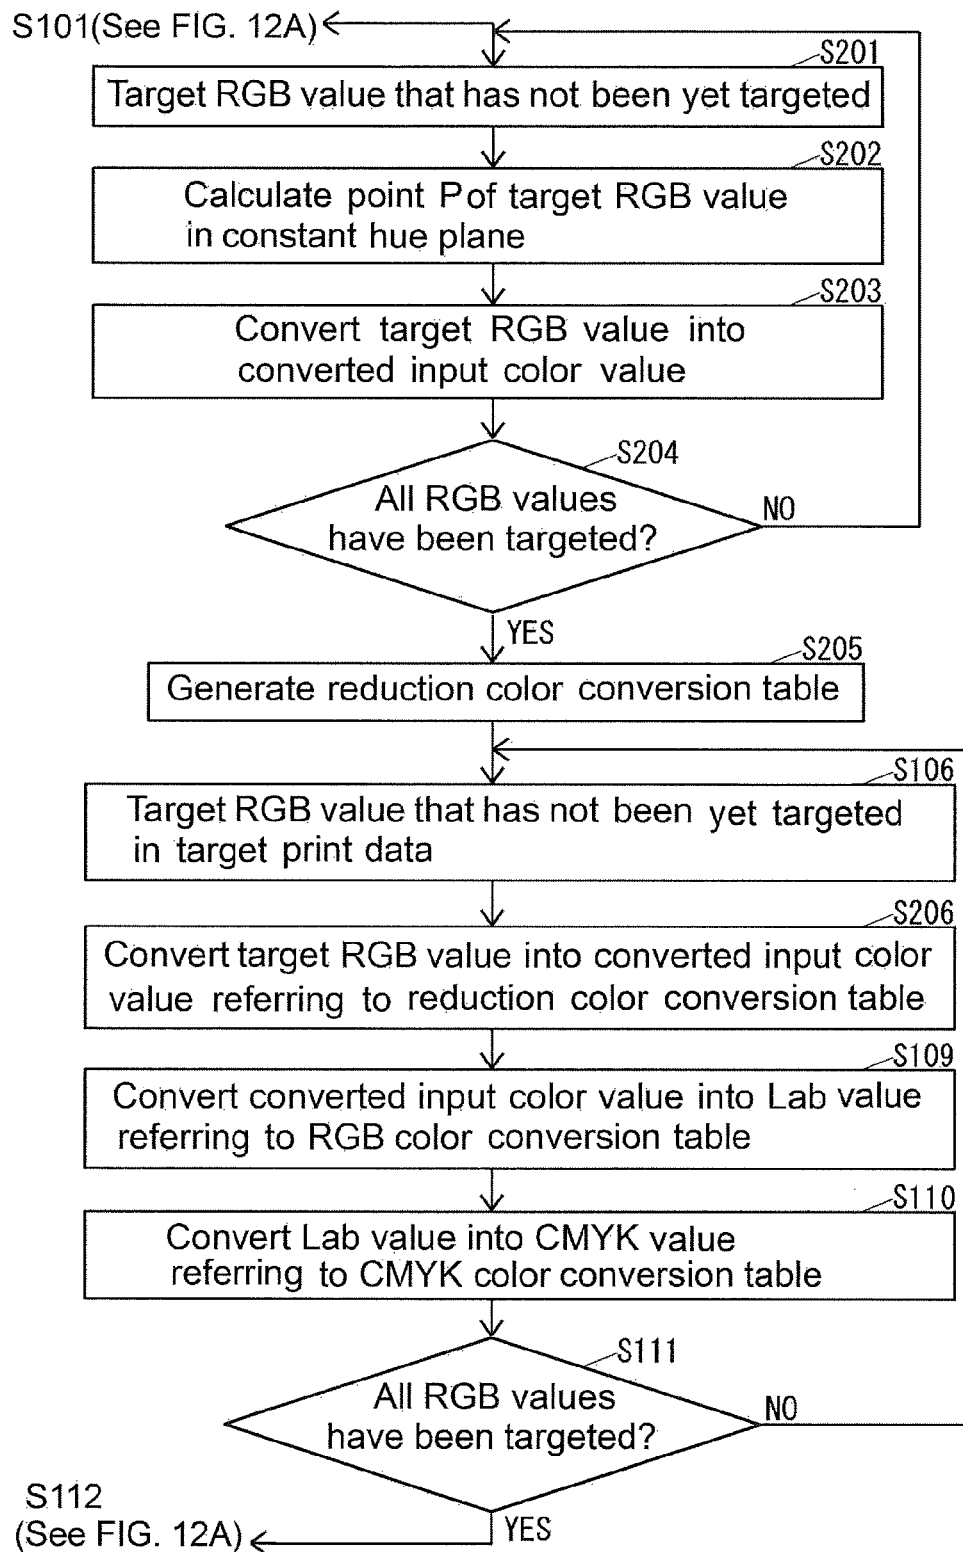 S101(See FIG. 12A)
S201
Target RGB value that has not been yet targeted
S202
Calculate point P of target RGB value
in constant hue plane
S203
Convert target RGB value into
converted input color value
S204
All RGB values
have been targeted?
NO
YES
S205
Generate reduction color conversion table
S106
Target RGB value that has not been yet targeted
in target print data
S206
Convert target RGB value into converted input color
value referring to reduction color conversion table
S109
Convert converted input color value into Lab value
referring to RGB color conversion table
S110
Convert Lab value into CMYK value
referring to CMYK color conversion table
S111
All RGB values
have been targeted?
NO
S112
(See FIG. 12A)
YES